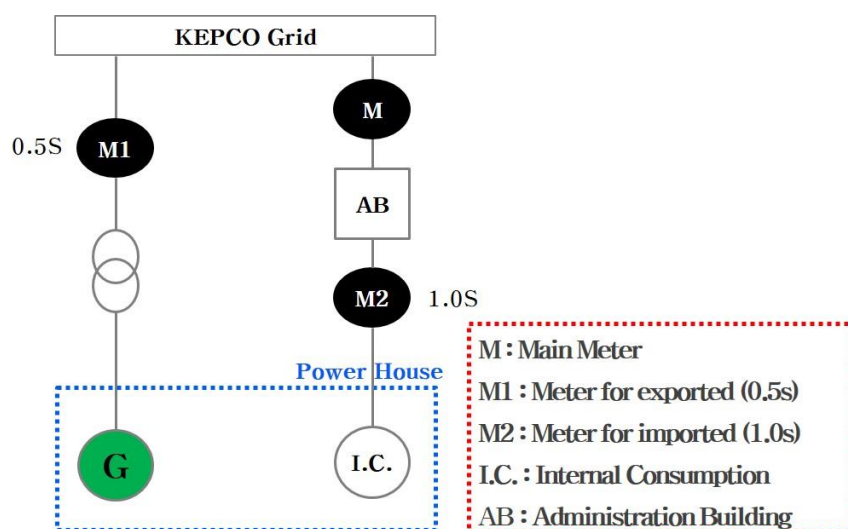 KEPCO Grid
M
0.5S
M1
AB
M2
1.0S
Power House
G
I.C.
M : Main Meter
M1 : Meter for exported (0.5s)
M2 : Meter for imported (1.0s)
I.C. : Internal Consumption
AB : Administration Building